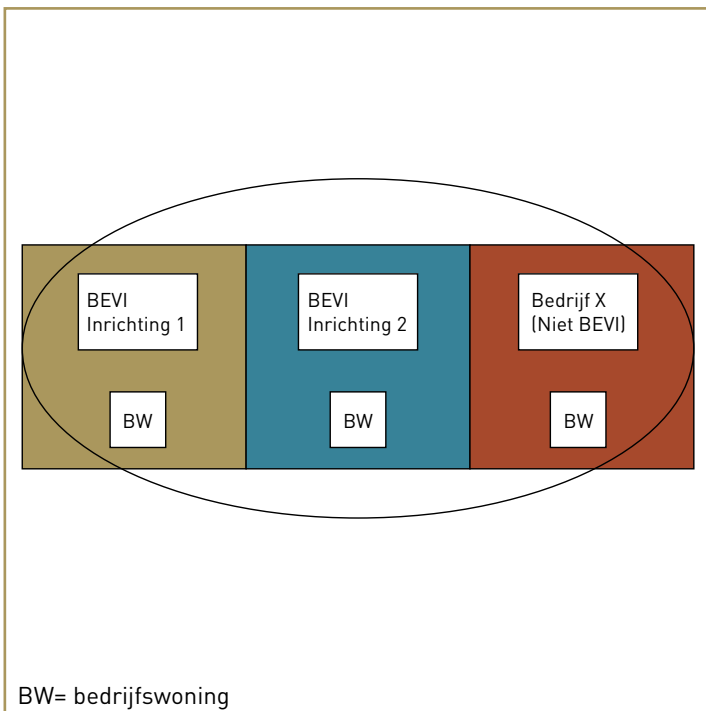 BEVI
Inrichting 1
BEVI
Inrichting 2
Bedrijf X
(Niet BEVI)
BW
BW
BW
BW= bedrijfswoning